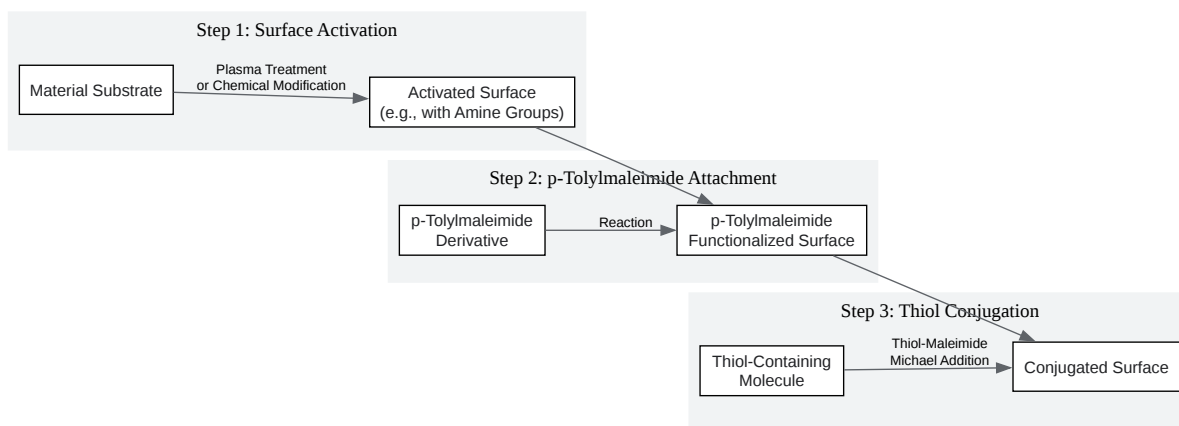 Step 1: Surface Activation
Material Substrate
Plasma Treatment
or Chemical Modification
Activated Surface
(e.g., with Amine Groups)
Step 2: p-Tolylmaleimide Attachment
p-Tolylmaleimide
Derivative
Reaction
p-Tolylmaleimide
Functionalized Surface
Step 3: Thiol Conjugation
Thiol-Containing
Molecule
Thiol-Maleimide
Michael Addition
Conjugated Surface